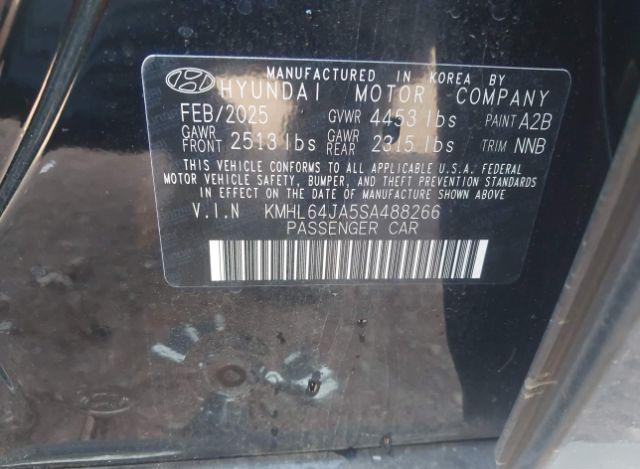 MANUFACTURED IN KOREA BY
HYUNDAI MOTOR COMPANY
FEB/2025 GVWR 4453 lbs PAINT A2B
GAWR FRONT 2513 lbs GAWR REAR 2315 lbs TRIM NNB
THIS VEHICLE CONFORMS TO ALL APPLICABLE U.S.A. FEDERAL
MOTOR VEHICLE SAFETY, BUMPER, AND THEFT PREVENTION STANDARDS
IN EFFECT ON THE DATE OF MANUFACTURE SHOWN ABOVE
V.I.N KMHL64JA5SA488266
PASSENGER CAR